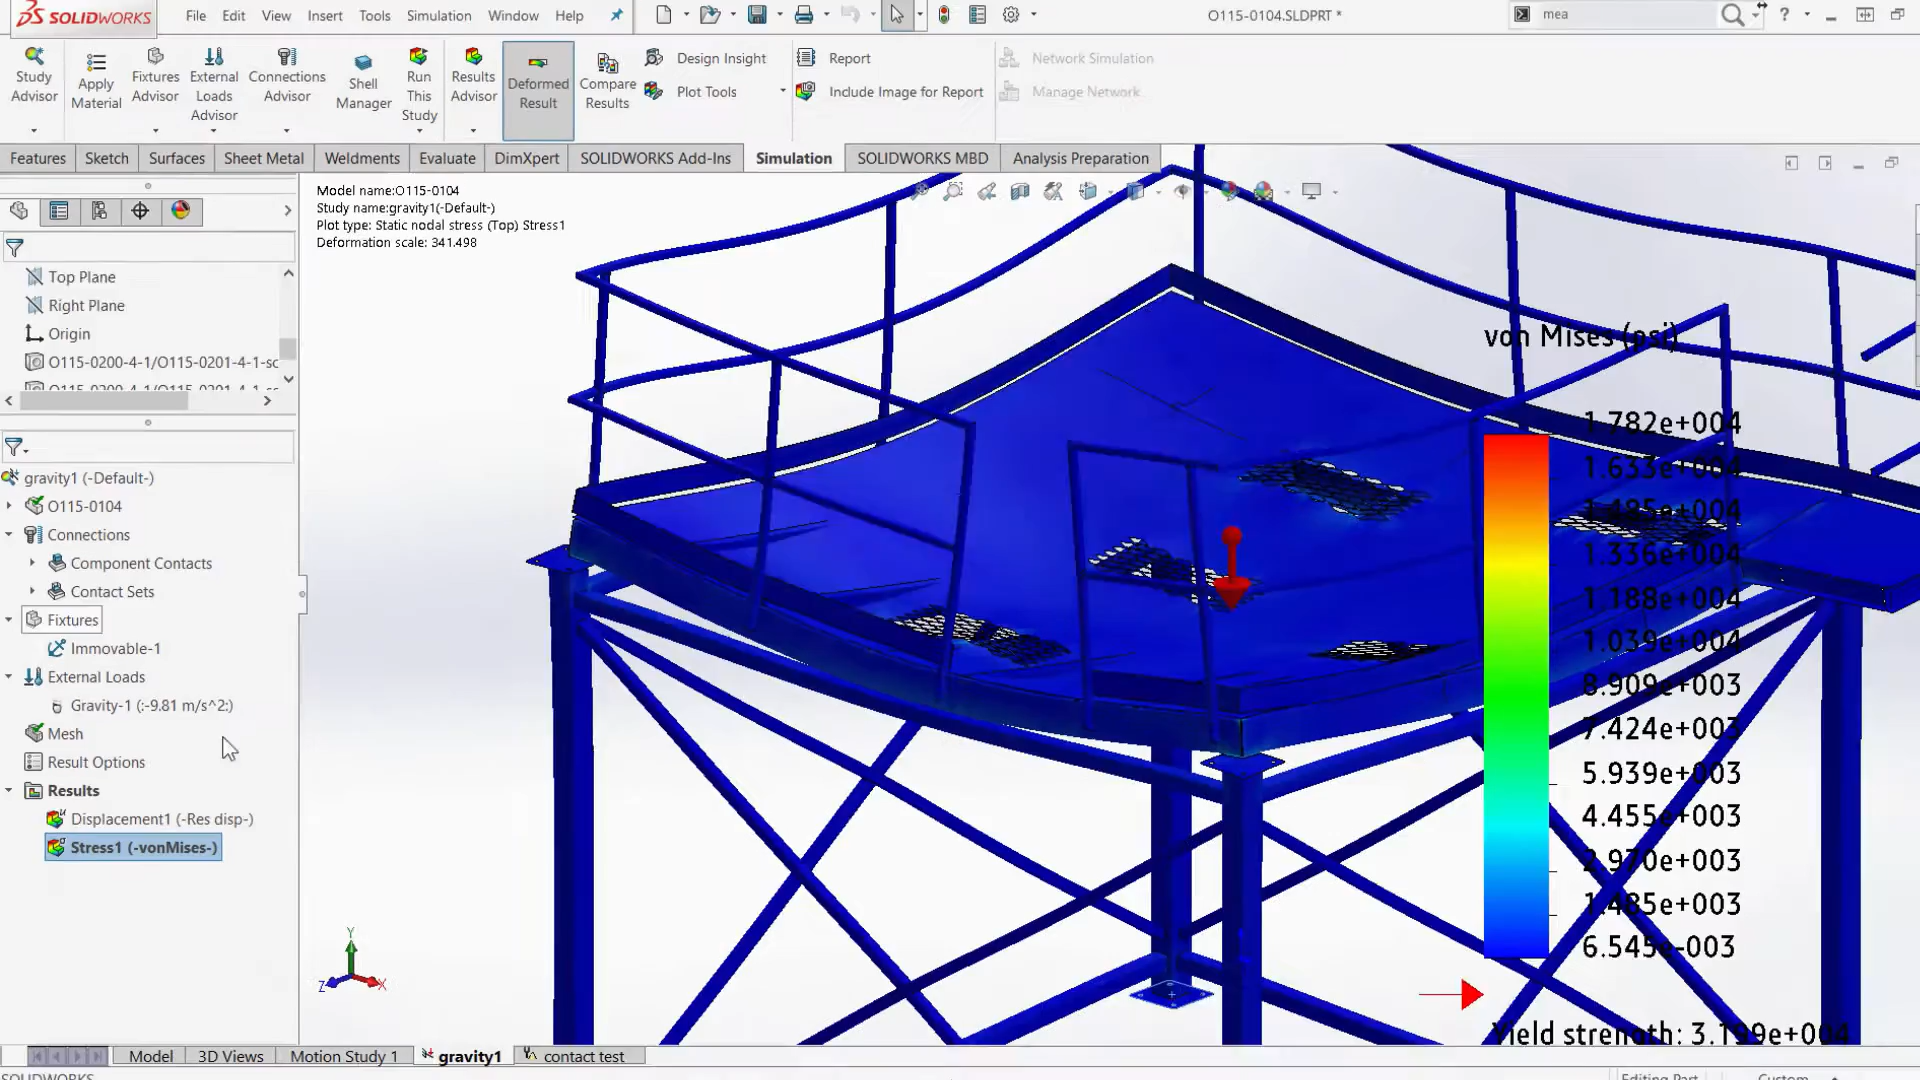 SOLIDWORKS
File Edit View Insert Tools Simulation Window Help
O115-0104.SLDPRT *
mea
?
Study Advisor
Apply Material
Fixtures Advisor
External Loads Advisor
Connections Advisor
Shell Manager
Run This Study
Results Advisor
Deformed Result
Compare Results
Design Insight
Plot Tools
Report
Include Image for Report
Network Simulation
Manage Network
Features Sketch Surfaces Sheet Metal Weldments Evaluate DimXpert SOLIDWORKS Add-Ins Simulation SOLIDWORKS MBD Analysis Preparation
Model name:O115-0104
Study name:gravity1(-Default-)
Plot type: Static nodal stress (Top) Stress1
Deformation scale: 341.498
Top Plane
Right Plane
Origin
O115-0200-4-1/O115-0201-4-1-sc
O115-0200-4-1/O115-0201-4-1-sc
gravity1 (-Default-)
O115-0104
Connections
Component Contacts
Contact Sets
Fixtures
Immovable-1
External Loads
Gravity-1 (:-9.81 m/s^2:)
Mesh
Result Options
Results
Displacement1 (-Res disp-)
Stress1 (-vonMises-)
von Mises (psi)
1.782e+004
1.633e+004
1.485e+004
1.336e+004
1.188e+004
1.039e+004
8.909e+003
7.424e+003
5.939e+003
4.455e+003
2.970e+003
1.485e+003
6.545e-003
Yield strength: 3.199e+004
Y
Z
X
Model 3D Views Motion Study 1 gravity1 contact test
SOLIDWORKS
Editing Part
Custom